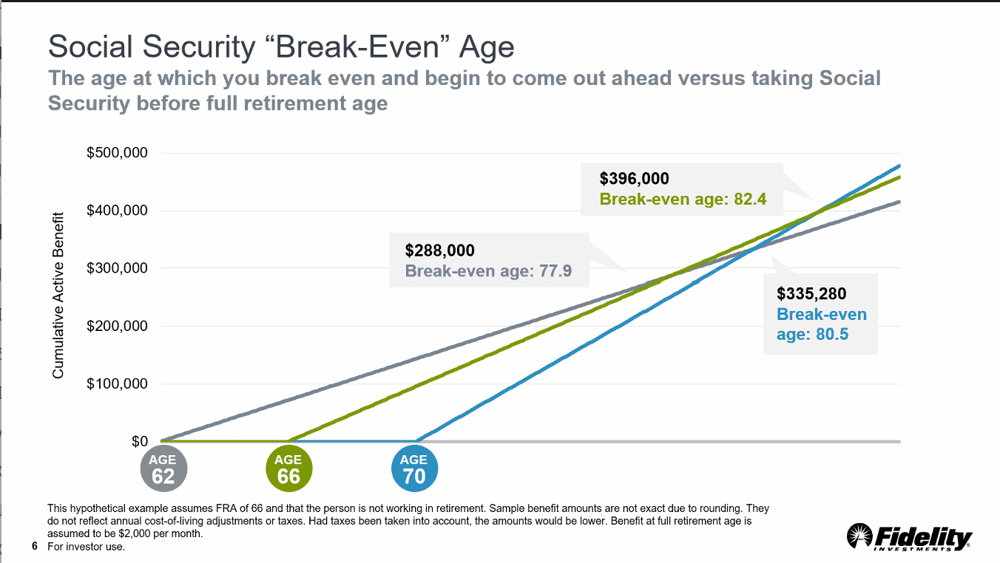 Social Security “Break-Even” Age
The age at which you break even and begin to come out ahead versus taking Social
Security before full retirement age
$500,000
$400,000
$300,000
$200,000
$100,000
$0
Cumulative Active Benefit
$396,000
Break-even age: 82.4
$288,000
Break-even age: 77.9
$335,280
Break-even
age: 80.5
AGE
62
AGE
66
AGE
70
This hypothetical example assumes FRA of 66 and that the person is not working in retirement. Sample benefit amounts are not exact due to rounding. They
do not reflect annual cost-of-living adjustments or taxes. Had taxes been taken into account, the amounts would be lower. Benefit at full retirement age is
assumed to be $2,000 per month.
6 For investor use.
Fidelity
INVESTMENTS®